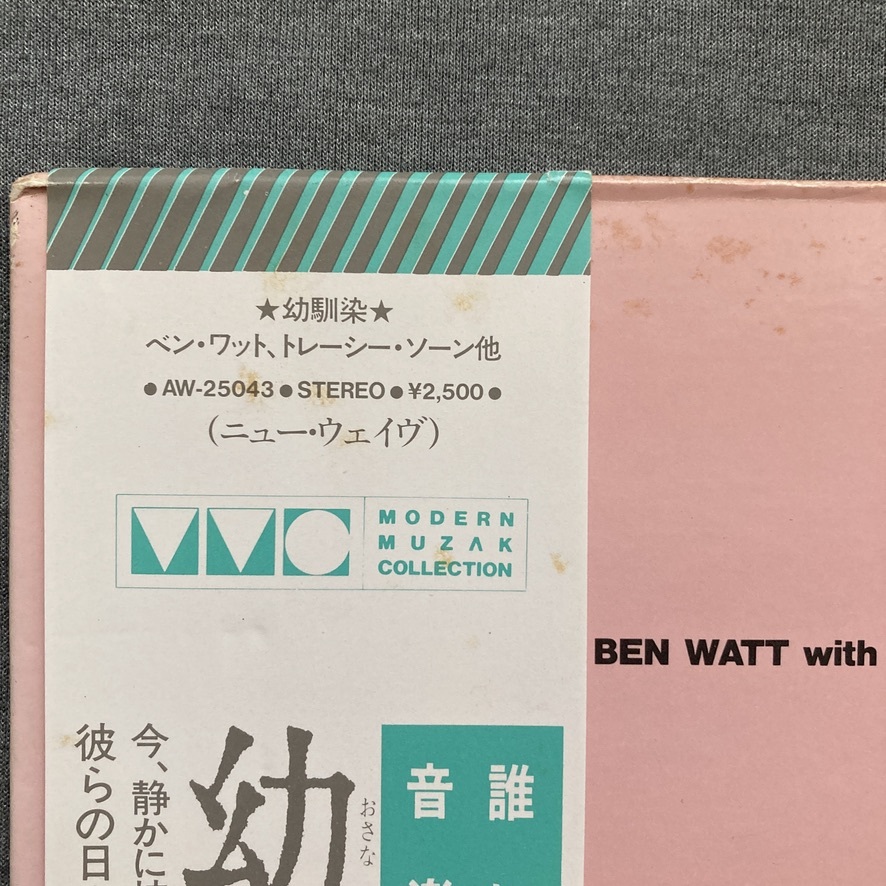 ★幼馴染★
ベン・ワット、トレーシー・ソーン他
●AW-25043●STEREO●¥2,500●
(ニュー・ウェイヴ)
MMC
MODERN
MUZAK
COLLECTION
BEN WATT with
誰
音
幼
おさな
今、静かに
彼らの日